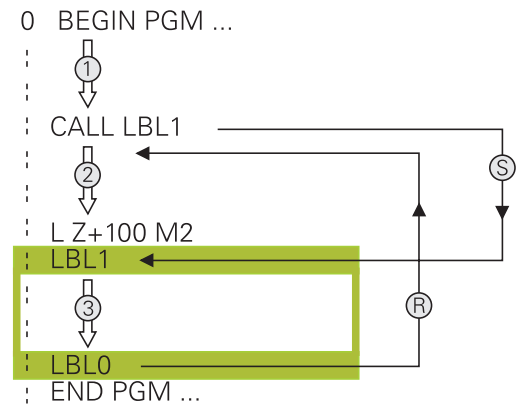 0 BEGIN PGM ...
1
CALL LBL1
S
2
L Z+100 M2
LBL1
3
R
LBL0
END PGM ...